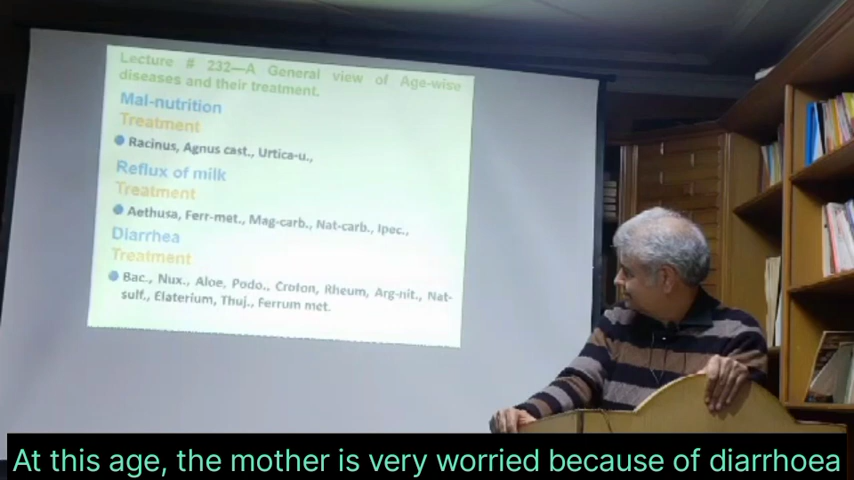 Lecture # 232—A General view of Age-wise
diseases and their treatment.
Mal-nutrition
Treatment
Racinus, Agnus cast., Urtica-u.,
Reflux of milk
Treatment
Aethusa, Ferr-met., Mag-carb., Nat-carb., Ipec.,
Diarrhea
Treatment
Bac., Nux., Aloe, Podo., Croton, Rheum, Arg-nit., Nat-
sulf., Elaterium, Thuj., Ferrum met.
At this age, the mother is very worried because of diarrhoea